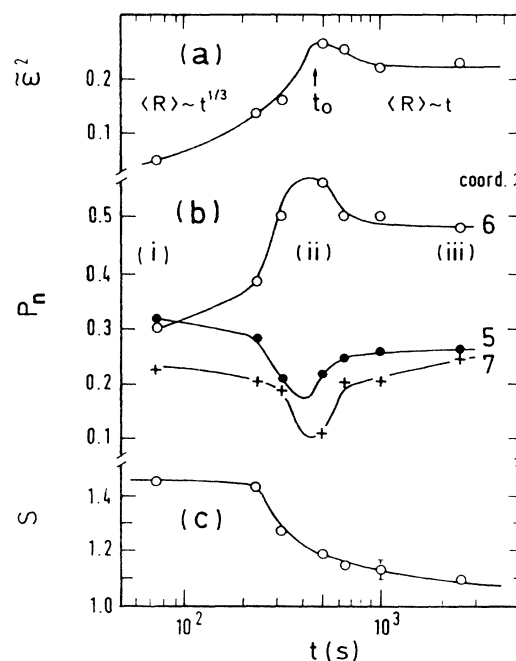 (a)
ε̃²
0.2
0.1
⟨R⟩~t^{1/3}
t₀
⟨R⟩~t
coord.
(b)
6
(i)
(ii)
(iii)
P_n
0.5
0.4
0.3
0.2
0.1
5
7
(c)
S
1.4
1.2
1.0
10²
10³
t(s)